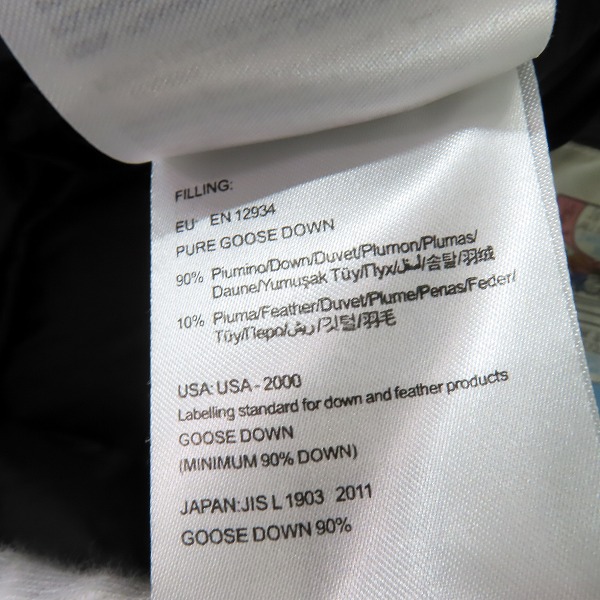 FILLING:
EU: EN 12934
PURE GOOSE DOWN
90% Piumino/Down/Duvet/Plumon/Plumas/
Daune/Yumuşak Tüy/Пух/زغب/솜털/羽绒
10% Piuma/Feather/Duvet/Plume/Penas/Feder/
Tüy/Перо/ريش/깃털/羽毛
USA: USA - 2000
Labelling standard for down and feather products
GOOSE DOWN
(MINIMUM 90% DOWN)
JAPAN:JIS L 1903 2011
GOOSE DOWN 90%